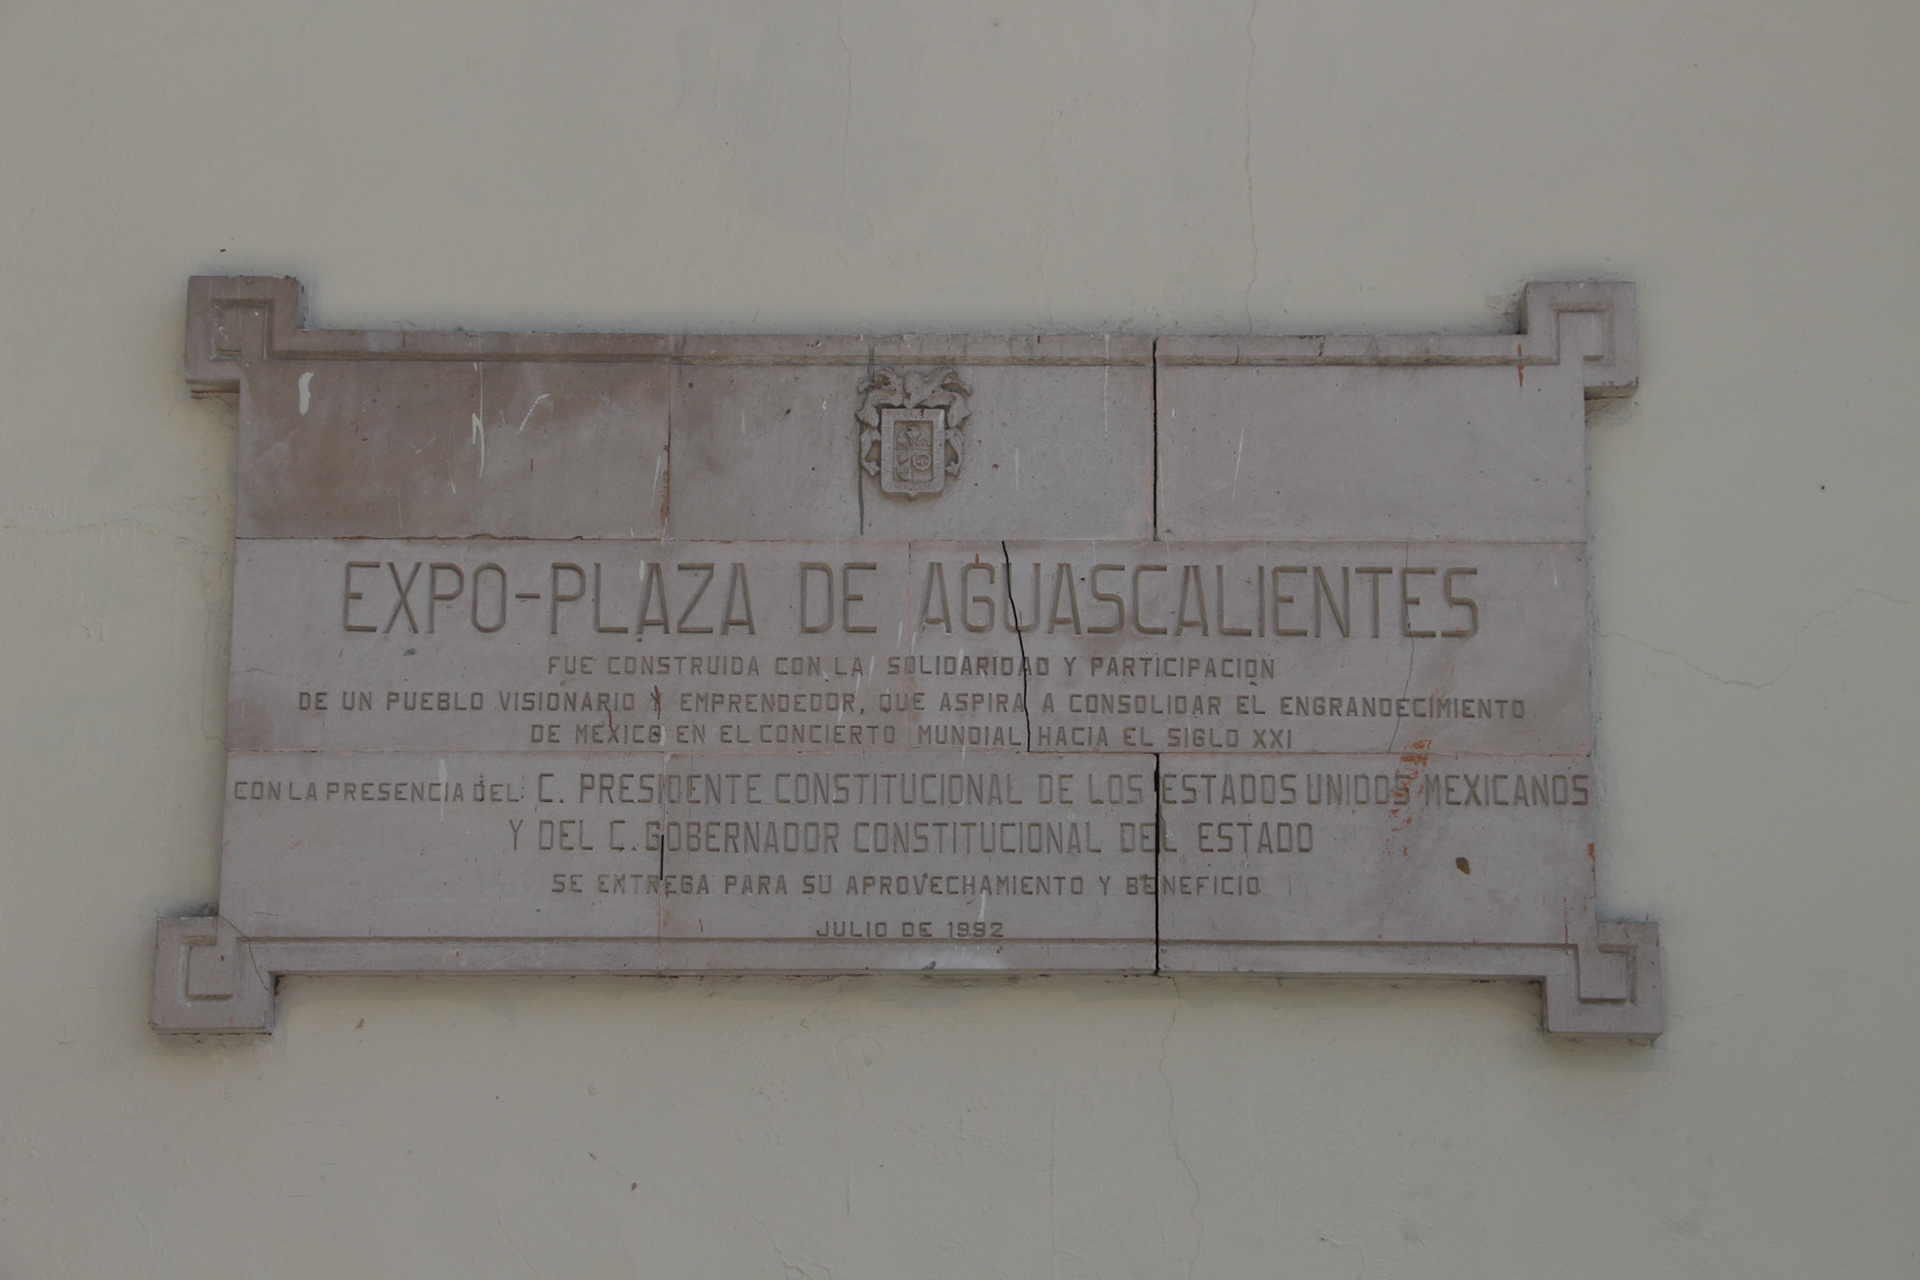 EXPO-PLAZA DE AGUASCALIENTES
FUE CONSTRUIDA CON LA SOLIDARIDAD Y PARTICIPACION
DE UN PUEBLO VISIONARIO Y EMPRENDEDOR, QUE ASPIRA A CONSOLIDAR EL ENGRANDECIMIENTO
DE MEXICO EN EL CONCIERTO MUNDIAL HACIA EL SIGLO XXI
CON LA PRESENCIA DEL C. PRESIDENTE CONSTITUCIONAL DE LOS ESTADOS UNIDOS MEXICANOS
Y DEL C. GOBERNADOR CONSTITUCIONAL DEL ESTADO
SE ENTREGA PARA SU APROVECHAMIENTO Y BENEFICIO
JULIO DE 1992